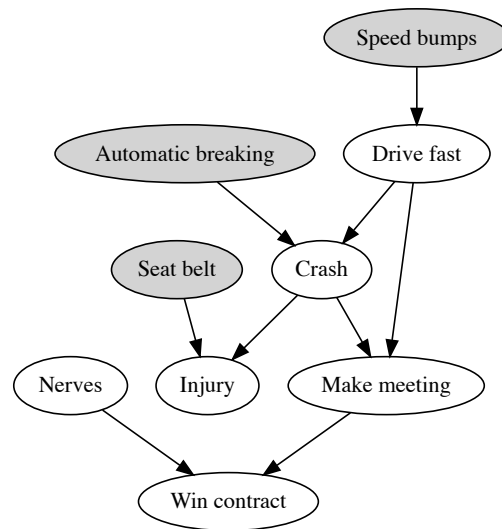 Speed bumps
Automatic breaking
Drive fast
Seat belt
Crash
Nerves
Injury
Make meeting
Win contract